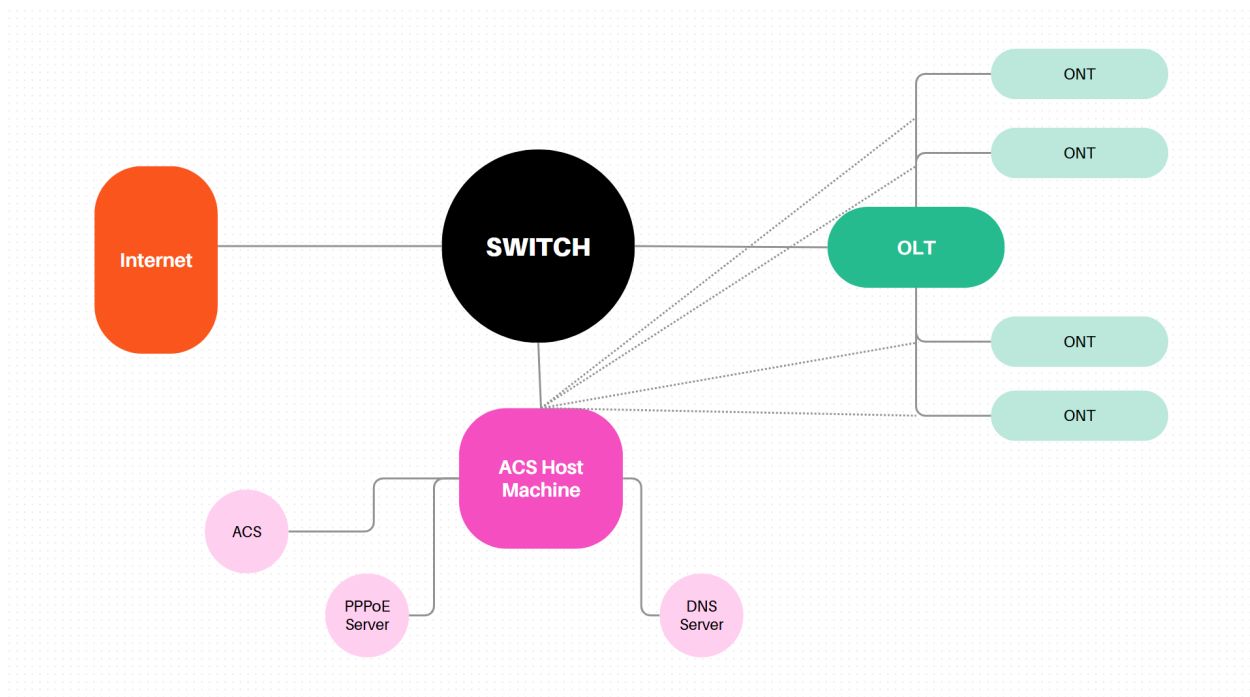 ONT
ONT
Internet
SWITCH
OLT
ONT
ONT
ACS Host
Machine
ACS
PPPoE
Server
DNS
Server